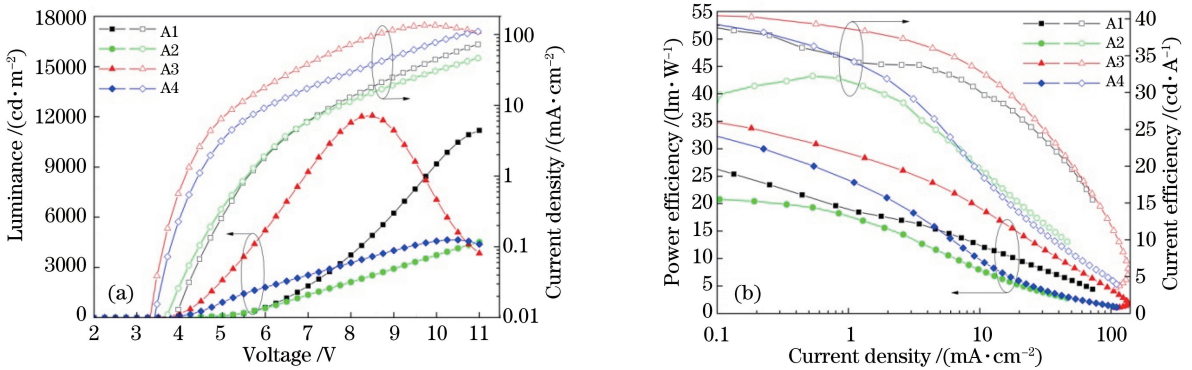 18000
15000
12000
9000
6000
3000
0
Luminance /(cd·m⁻²)
A1
A2
A3
A4
(a)
100
10
1
0.1
0.01
Current density /(mA·cm⁻²)
2 3 4 5 6 7 8 9 10 11
Voltage /V
55
50
45
40
35
30
25
20
15
10
5
0
Power efficiency /(lm·W⁻¹)
A1
A2
A3
A4
(b)
40
35
30
25
20
15
10
5
0
Current efficiency /(cd·A⁻¹)
0.1 1 10 100
Current density /(mA·cm⁻²)